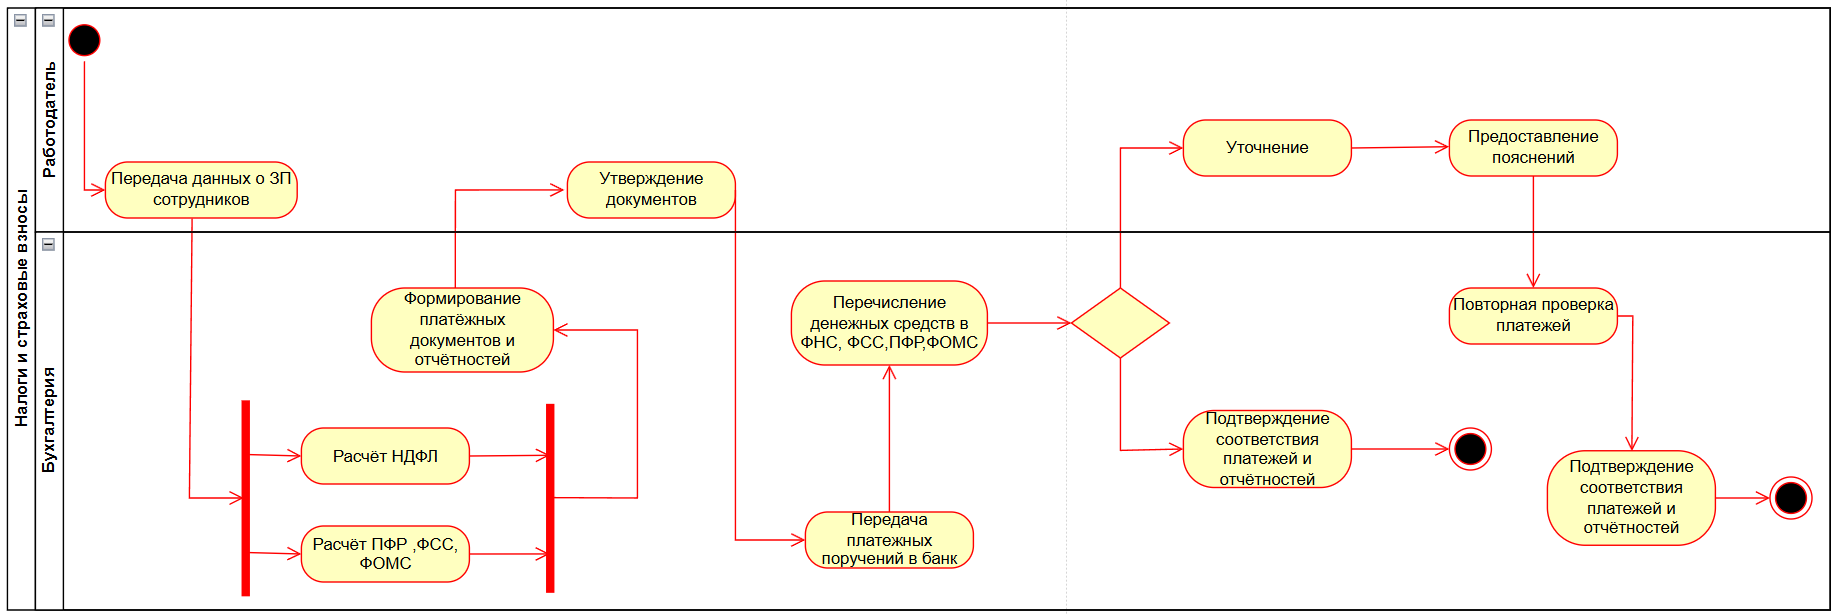 Налоги и страховые взносы
Работодатель
Передача данных о ЗП
сотрудников
Утверждение
документов
Уточнение
Предоставление
пояснений
Бухгалтерия
Формирование
платёжных
документов и
отчётностей
Расчёт НДФЛ
Расчёт ПФР ,ФСС,
ФОМС
Перечисление
денежных средств в
ФНС, ФСС,ПФР,ФОМС
Передача
платежных
поручений в банк
Подтверждение
соответствия
платежей и
отчётностей
Повторная проверка
платежей
Подтверждение
соответствия
платежей и
отчётностей